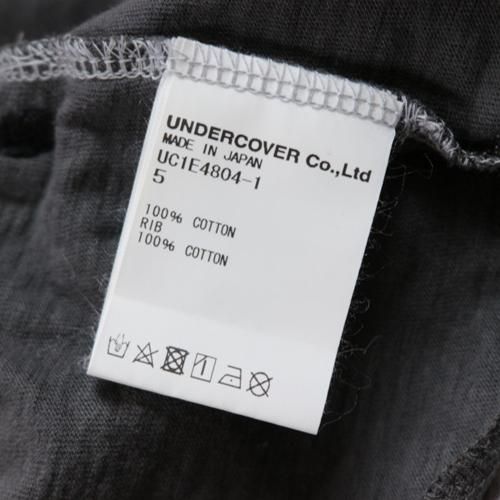 UNDERCOVER Co.,Ltd
MADE IN JAPAN
UC1E4804-1
5
100% COTTON
RIB
100% COTTON